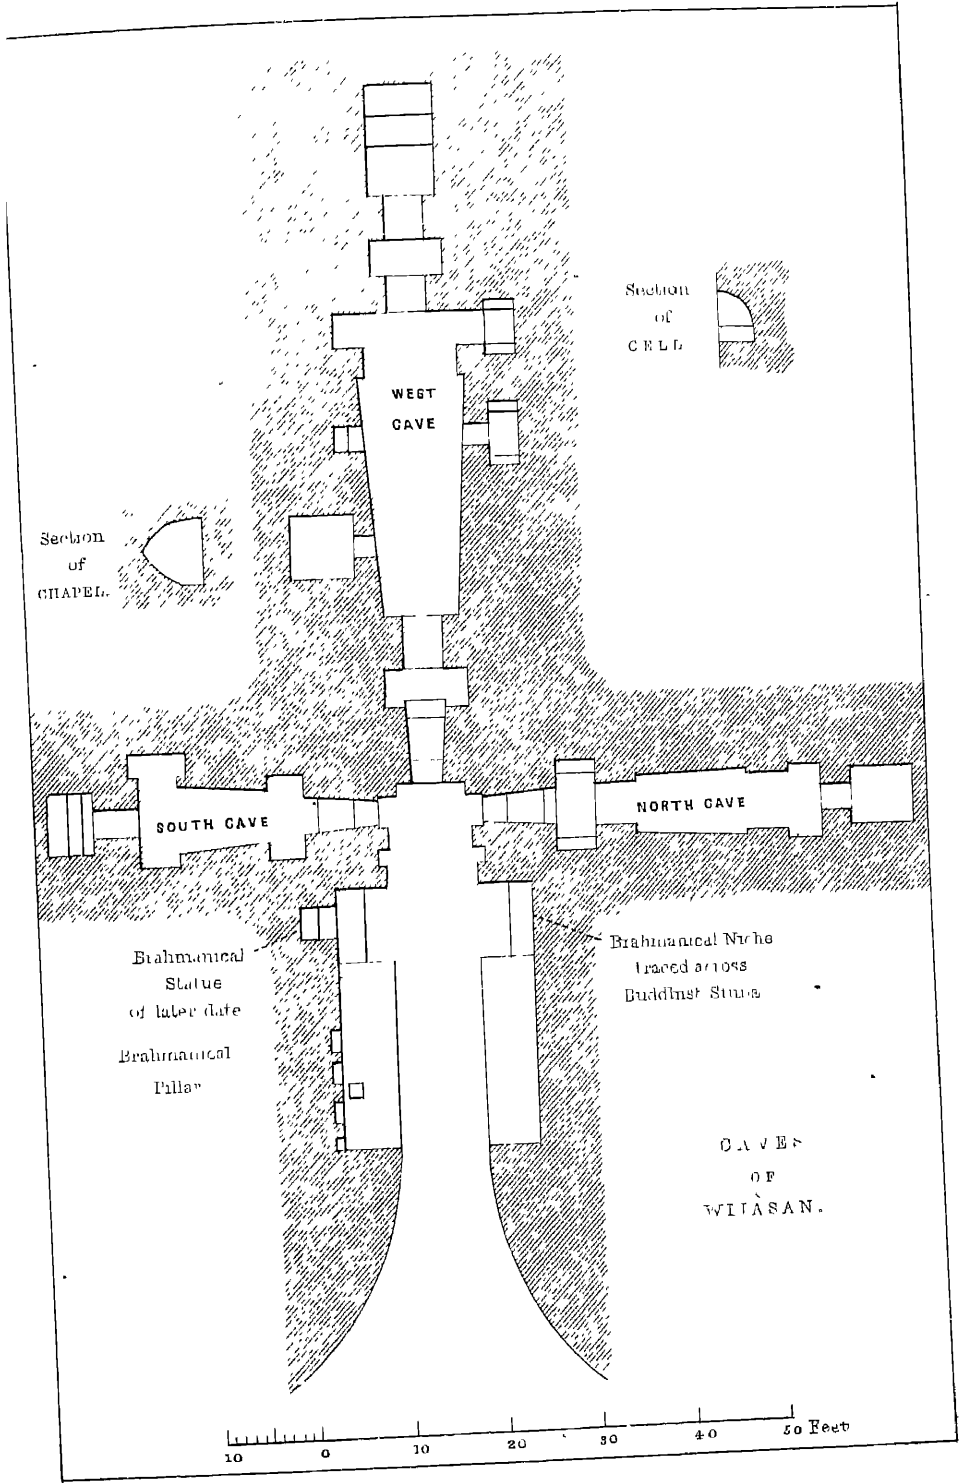 WEST
CAVE
Section
of
CELL
Section
of
CHAPEL.
SOUTH CAVE
NORTH CAVE
Brahmanical
Statue
of later date
Brahmanical Niche
traced across
Buddhist Stupa
Brahmanical
Pillar
CAVES
OF
10 0 10 20 30 40 50 Feet